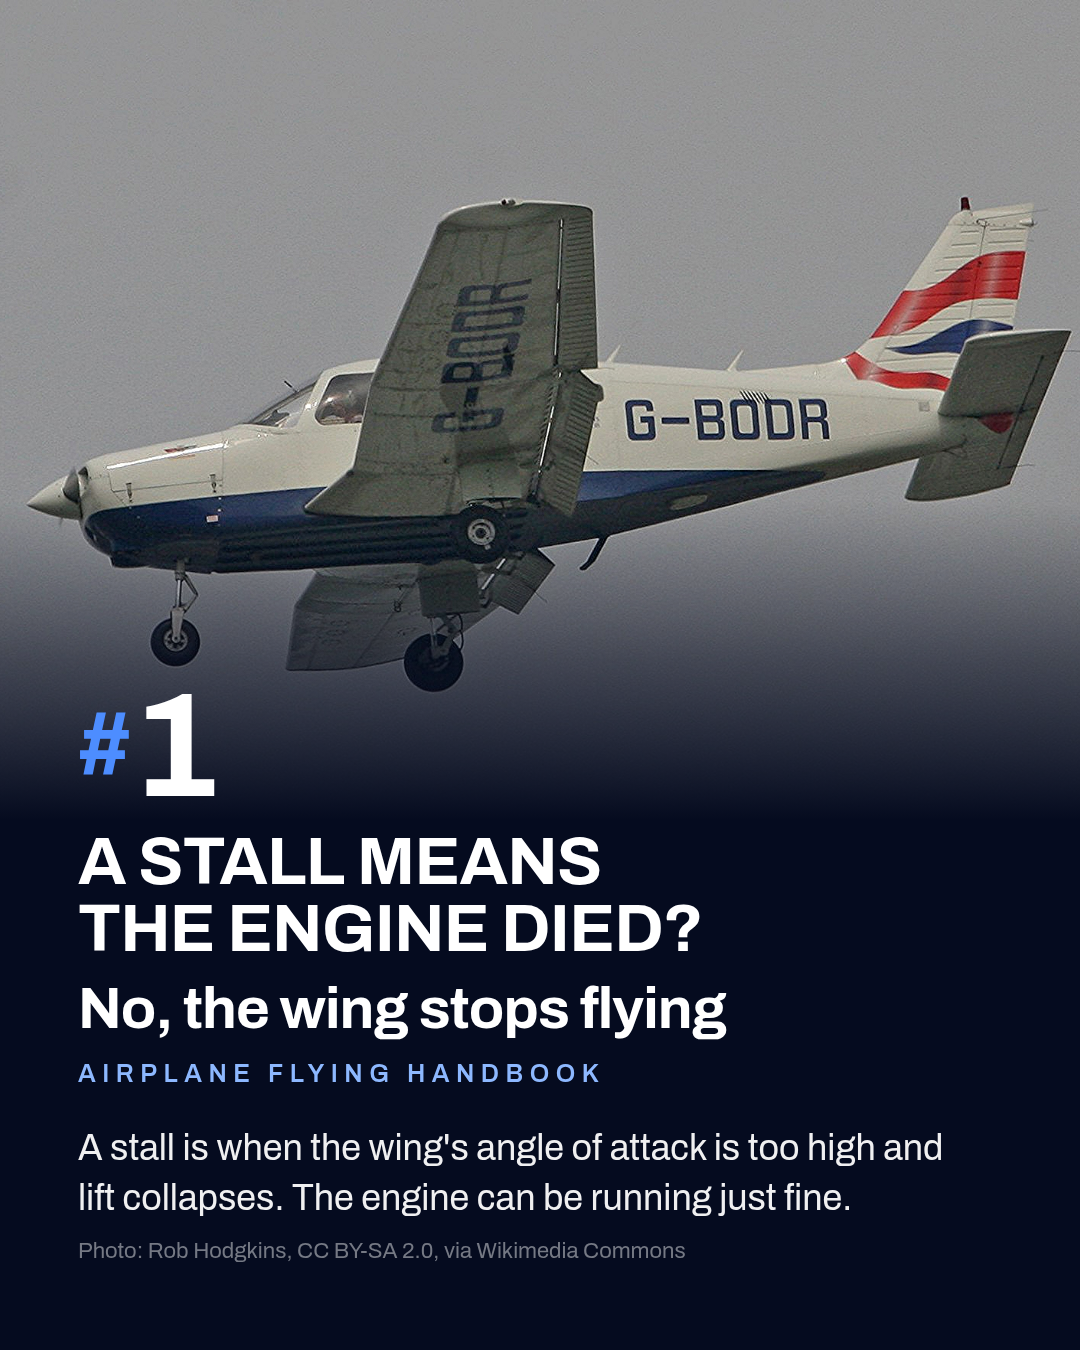 G-BODR
G-BODR
#1
A STALL MEANS
THE ENGINE DIED?
No, the wing stops flying
AIRPLANE FLYING HANDBOOK
A stall is when the wing's angle of attack is too high and
lift collapses. The engine can be running just fine.
Photo: Rob Hodgkins, CC BY-SA 2.0, via Wikimedia Commons